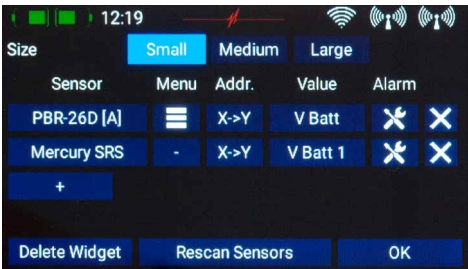 12:19
Size Small Medium Large
Sensor Menu Addr. Value Alarm
PBR-26D [A] X->Y V Batt
Mercury SRS - X->Y V Batt 1
+
Delete Widget Rescan Sensors OK